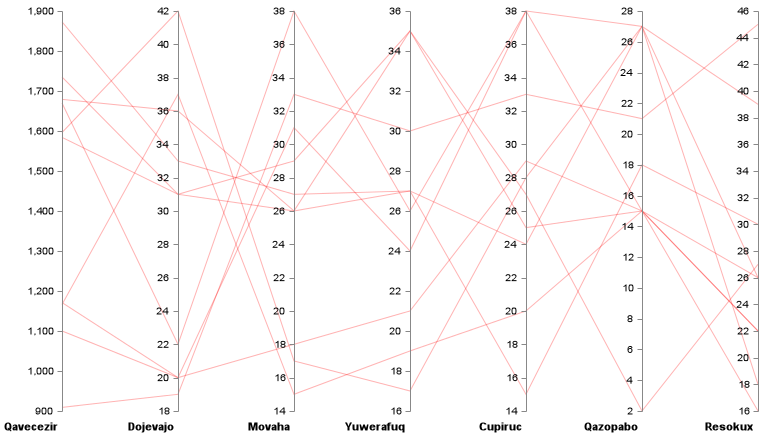 1,900 42 38 36 38 28 46
1,800 40 36 34 36 26 44
1,700 38 34 32 34 24 42
1,600 36 32 30 32 22 40
1,500 34 30 28 30 20 38
1,400 32 28 26 28 18 36
1,300 30 26 24 26 16 34
1,200 28 24 22 24 14 32
1,100 26 22 20 22 12 30
1,000 24 20 18 20 10 28
900 22 18 16 18 8 26
20 16 16 6 24
18 14 14 4 22
2 20
18
16
Qavecezir Dojevajo Movaha Yuwerafuq Cupiruc Qazopabo Resokux